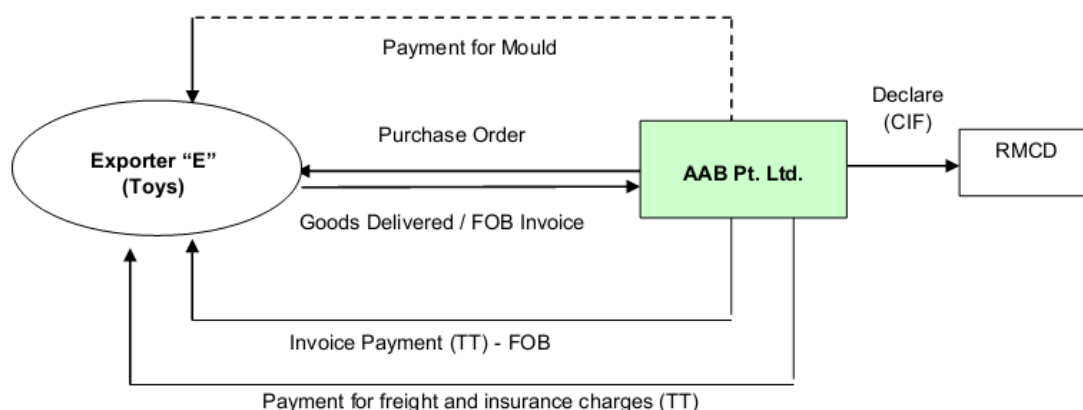 Payment for Mould
Declare
(CIF)
Purchase Order
RMCD
Exporter “E”
(Toys)
AAB Pt. Ltd.
Goods Delivered / FOB Invoice
Invoice Payment (TT) - FOB
Payment for freight and insurance charges (TT)